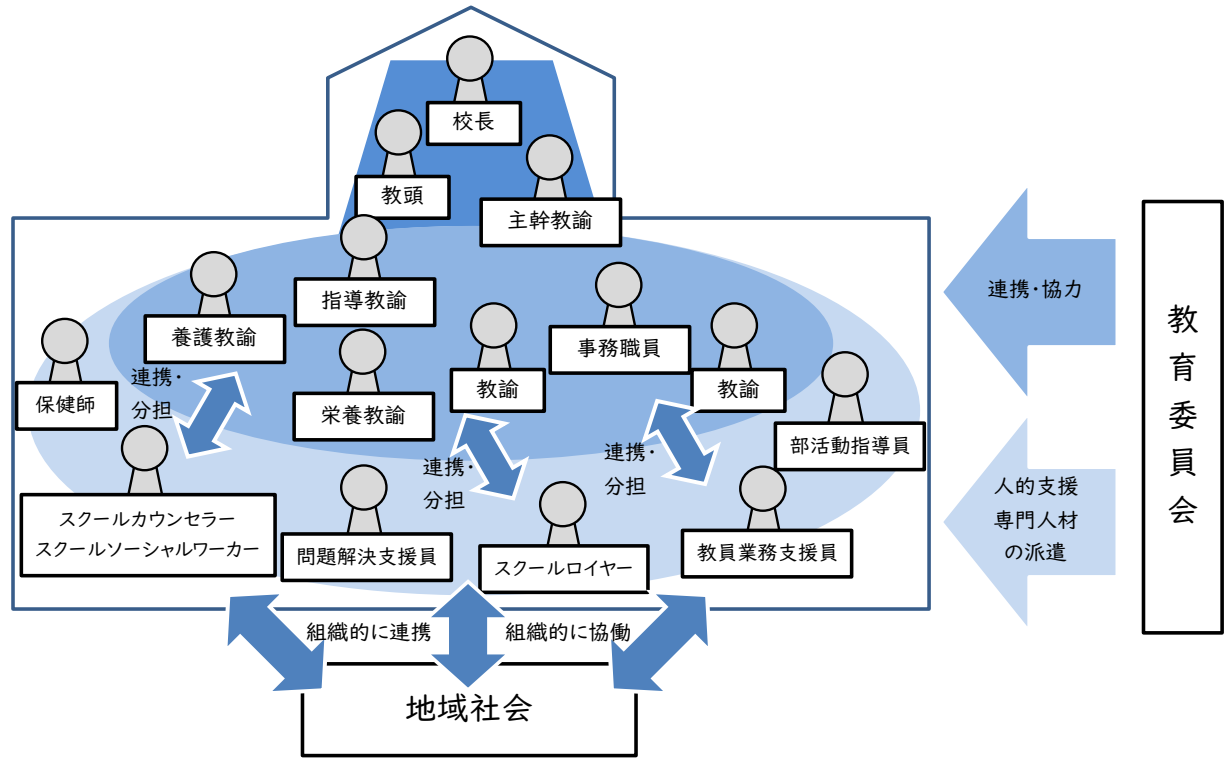 校長
教頭
主幹教諭
指導教諭
養護教諭
事務職員
教諭
教諭
栄養教諭
保健師
連携・
分担
部活動指導員
連携・
分担
連携・
分担
スクールカウンセラー
スクールソーシャルワーカー
問題解決支援員
スクールロイヤー
教員業務支援員
組織的に連携
組織的に協働
地域社会
連携・協力
人的支援
専門人材
の派遣
教育委員会